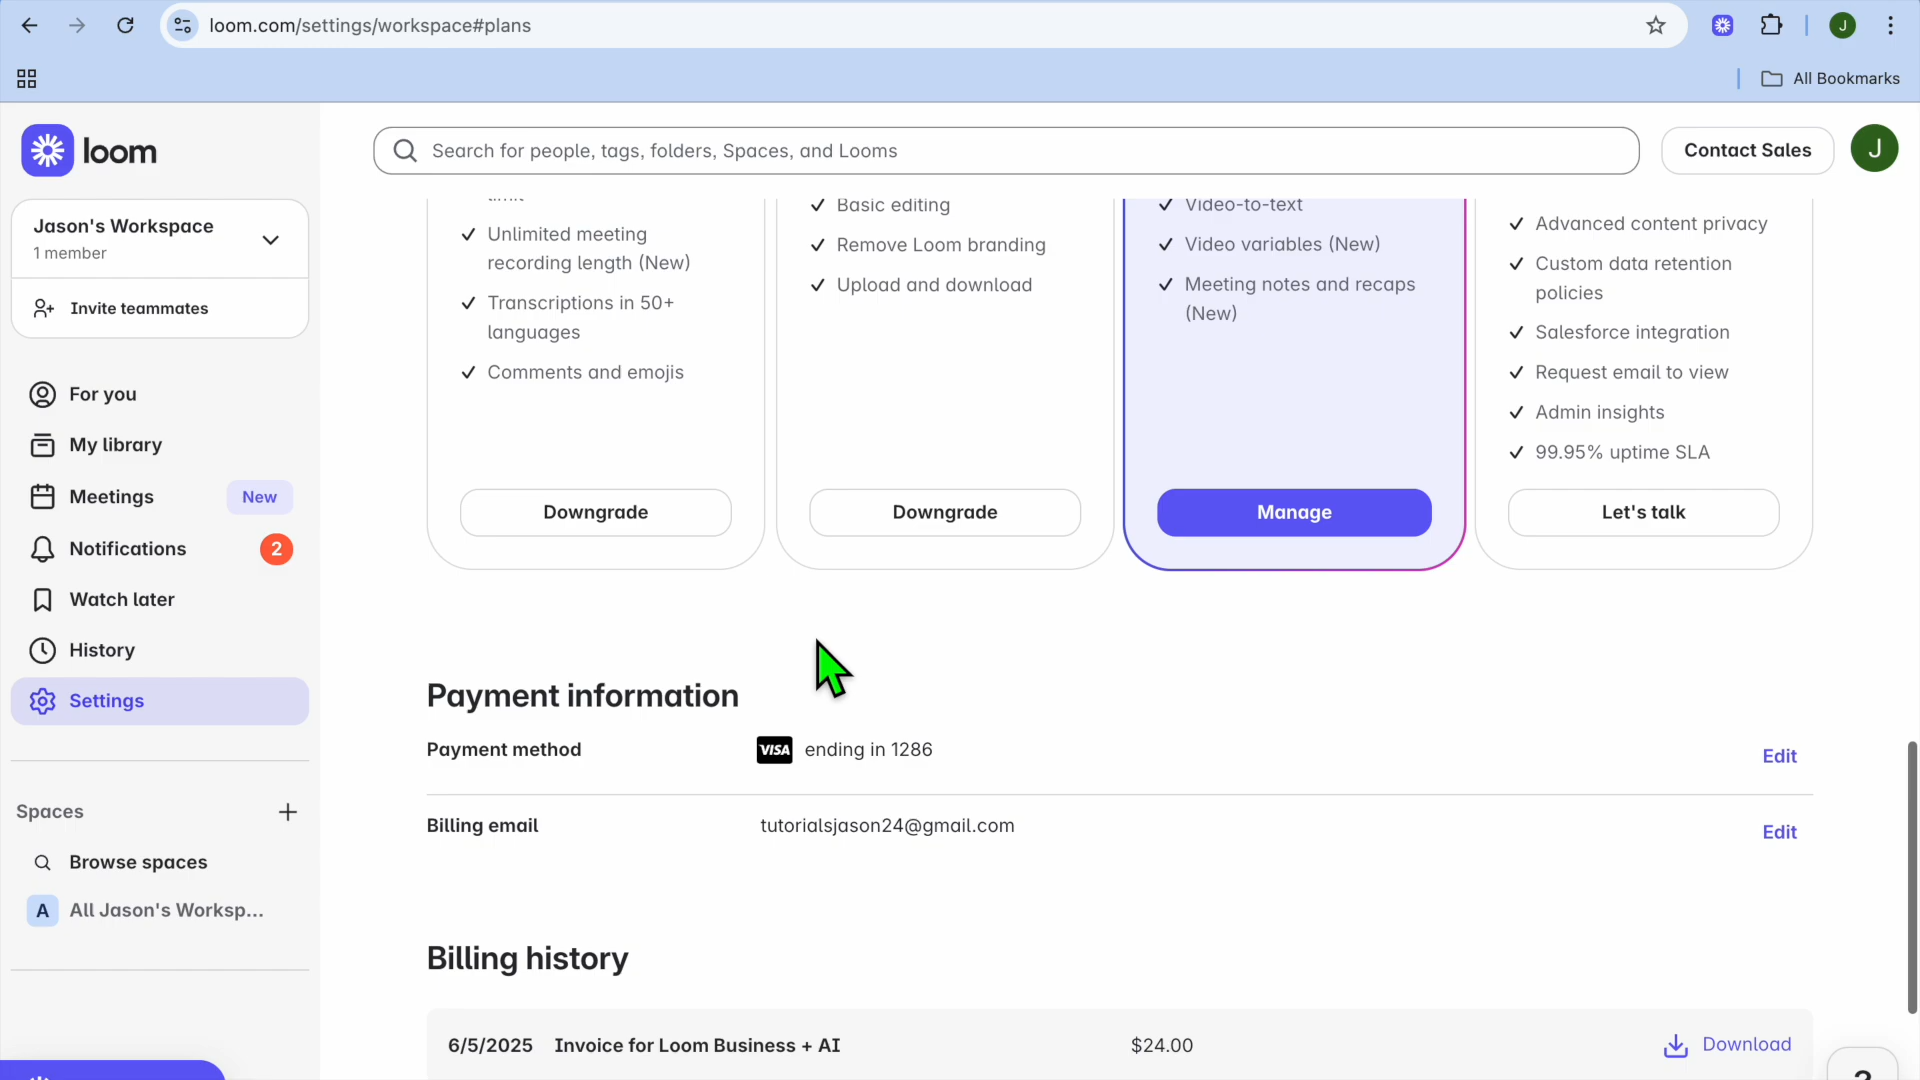 loom.com/settings/workspace#plans
J
All Bookmarks
loom
Search for people, tags, folders, Spaces, and Looms
Contact Sales
J
Jason's Workspace
1 member
Invite teammates
For you
My library
Meetings
New
Notifications
2
Watch later
History
Settings
Spaces
Browse spaces
A
All Jason's Worksp...
limit
Unlimited meeting
recording length (New)
Transcriptions in 50+
languages
Comments and emojis
Downgrade
Basic editing
Remove Loom branding
Upload and download
Downgrade
Video-to-text
Video variables (New)
Meeting notes and recaps
(New)
Manage
Advanced content privacy
Custom data retention
policies
Salesforce integration
Request email to view
Admin insights
99.95% uptime SLA
Let's talk
Payment information
Payment method
VISA
ending in 1286
Edit
Billing email
tutorialsjason24@gmail.com
Edit
Billing history
6/5/2025
Invoice for Loom Business + AI
$24.00
Download
?